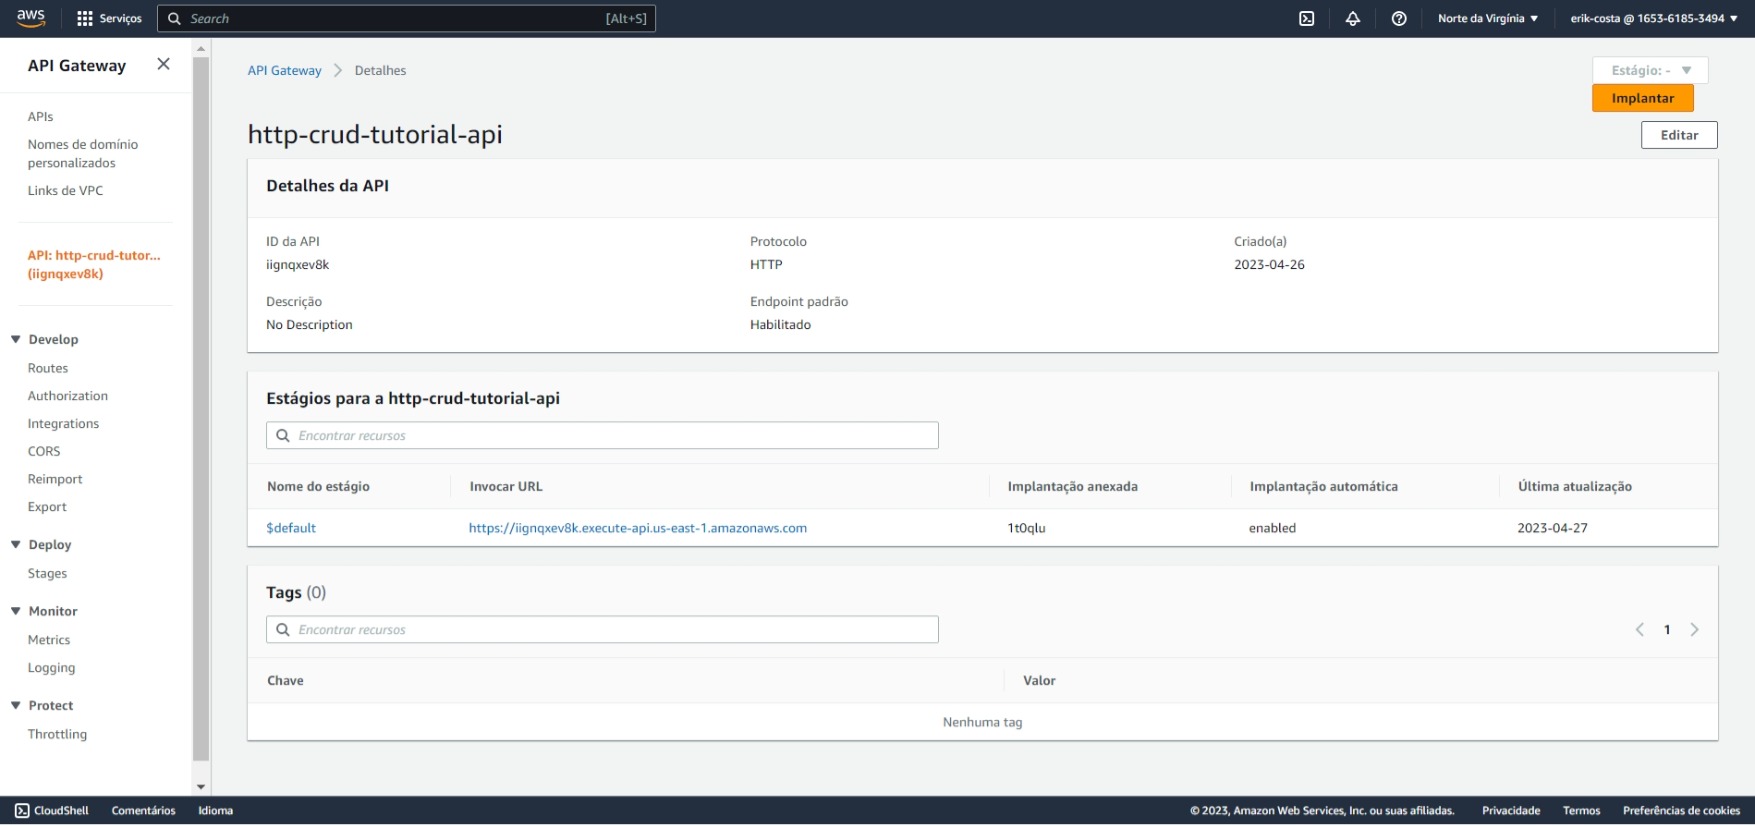 aws
Serviços
Search
[Alt+S]
Norte da Virgínia
erik-costa @ 1653-6185-3494
API Gateway
APIs
Nomes de domínio
personalizados
Links de VPC
API: http-crud-tutor...
(iignqxev8k)
Develop
Routes
Authorization
Integrations
CORS
Reimport
Export
Deploy
Stages
Monitor
Metrics
Logging
Protect
Throttling
API Gateway
Detalhes
Estágio: -
Implantar
http-crud-tutorial-api
Editar
Detalhes da API
ID da API
iignqxev8k
Protocolo
HTTP
Criado(a)
2023-04-26
Descrição
No Description
Endpoint padrão
Habilitado
Estágios para a http-crud-tutorial-api
Encontrar recursos
Nome do estágio
Invocar URL
Implantação anexada
Implantação automática
Última atualização
$default
https://iignqxev8k.execute-api.us-east-1.amazonaws.com
1t0qlu
enabled
2023-04-27
Tags (0)
Encontrar recursos
1
Chave
Valor
Nenhuma tag
CloudShell
Comentários
Idioma
© 2023, Amazon Web Services, Inc. ou suas afiliadas.
Privacidade
Termos
Preferências de cookies